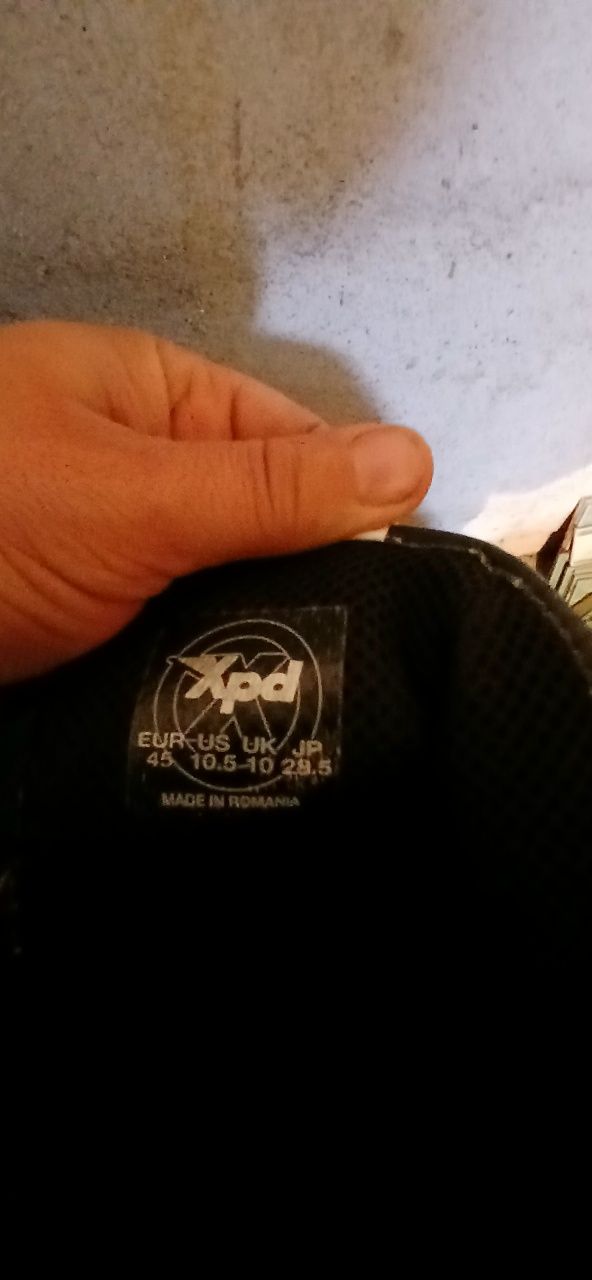 Xpd
EUR US UK JP
45 10.5 10 29.5
MADE IN ROMANIA